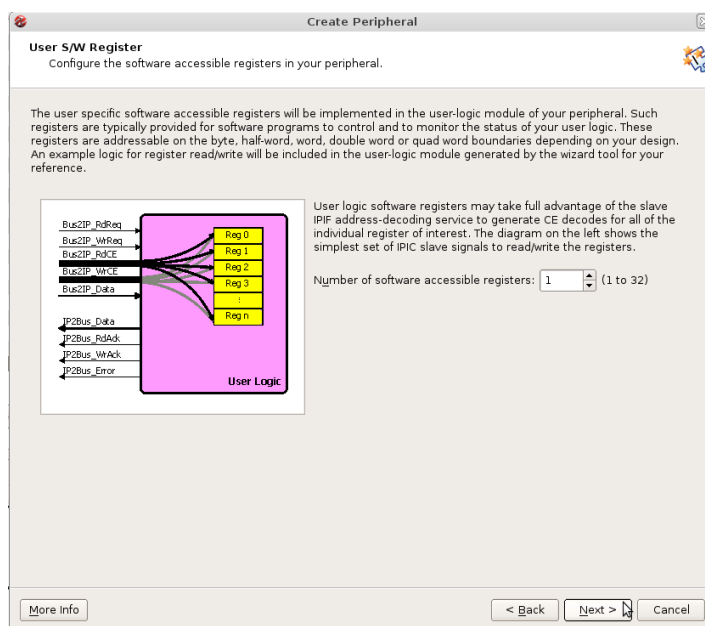 Create Peripheral
User S/W Register
Configure the software accessible registers in your peripheral.
The user specific software accessible registers will be implemented in the user-logic module of your peripheral. Such
registers are typically provided for software programs to control and to monitor the status of your user logic. These
registers are addressable on the byte, half-word, word, double word or quad word boundaries depending on your design.
An example logic for register read/write will be included in the user-logic module generated by the wizard tool for your
reference.
Bus2IP_RdReq
Bus2IP_WrReq
Bus2IP_RdCE
Bus2IP_WrCE
Bus2IP_Data
IP2Bus_Data
IP2Bus_RdAck
IP2Bus_WrAck
IP2Bus_Error
Reg 0
Reg 1
Reg 2
Reg 3
:
Reg n
User Logic
User logic software registers may take full advantage of the slave
IPIF address-decoding service to generate CE decodes for all of the
individual register of interest. The diagram on the left shows the
simplest set of IPIC slave signals to read/write the registers.
Number of software accessible registers: 1 (1 to 32)
More Info
< Back
Next >
Cancel